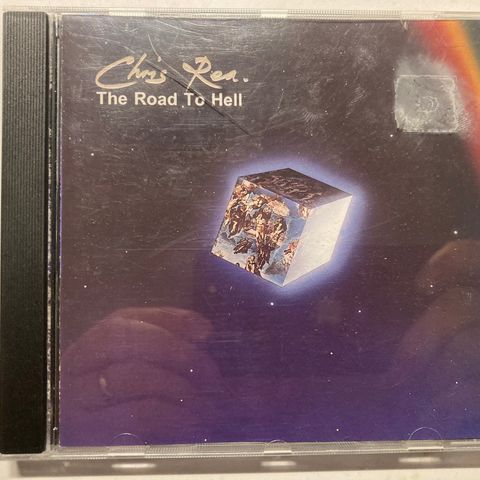 Chris Rea.
The Road To Hell